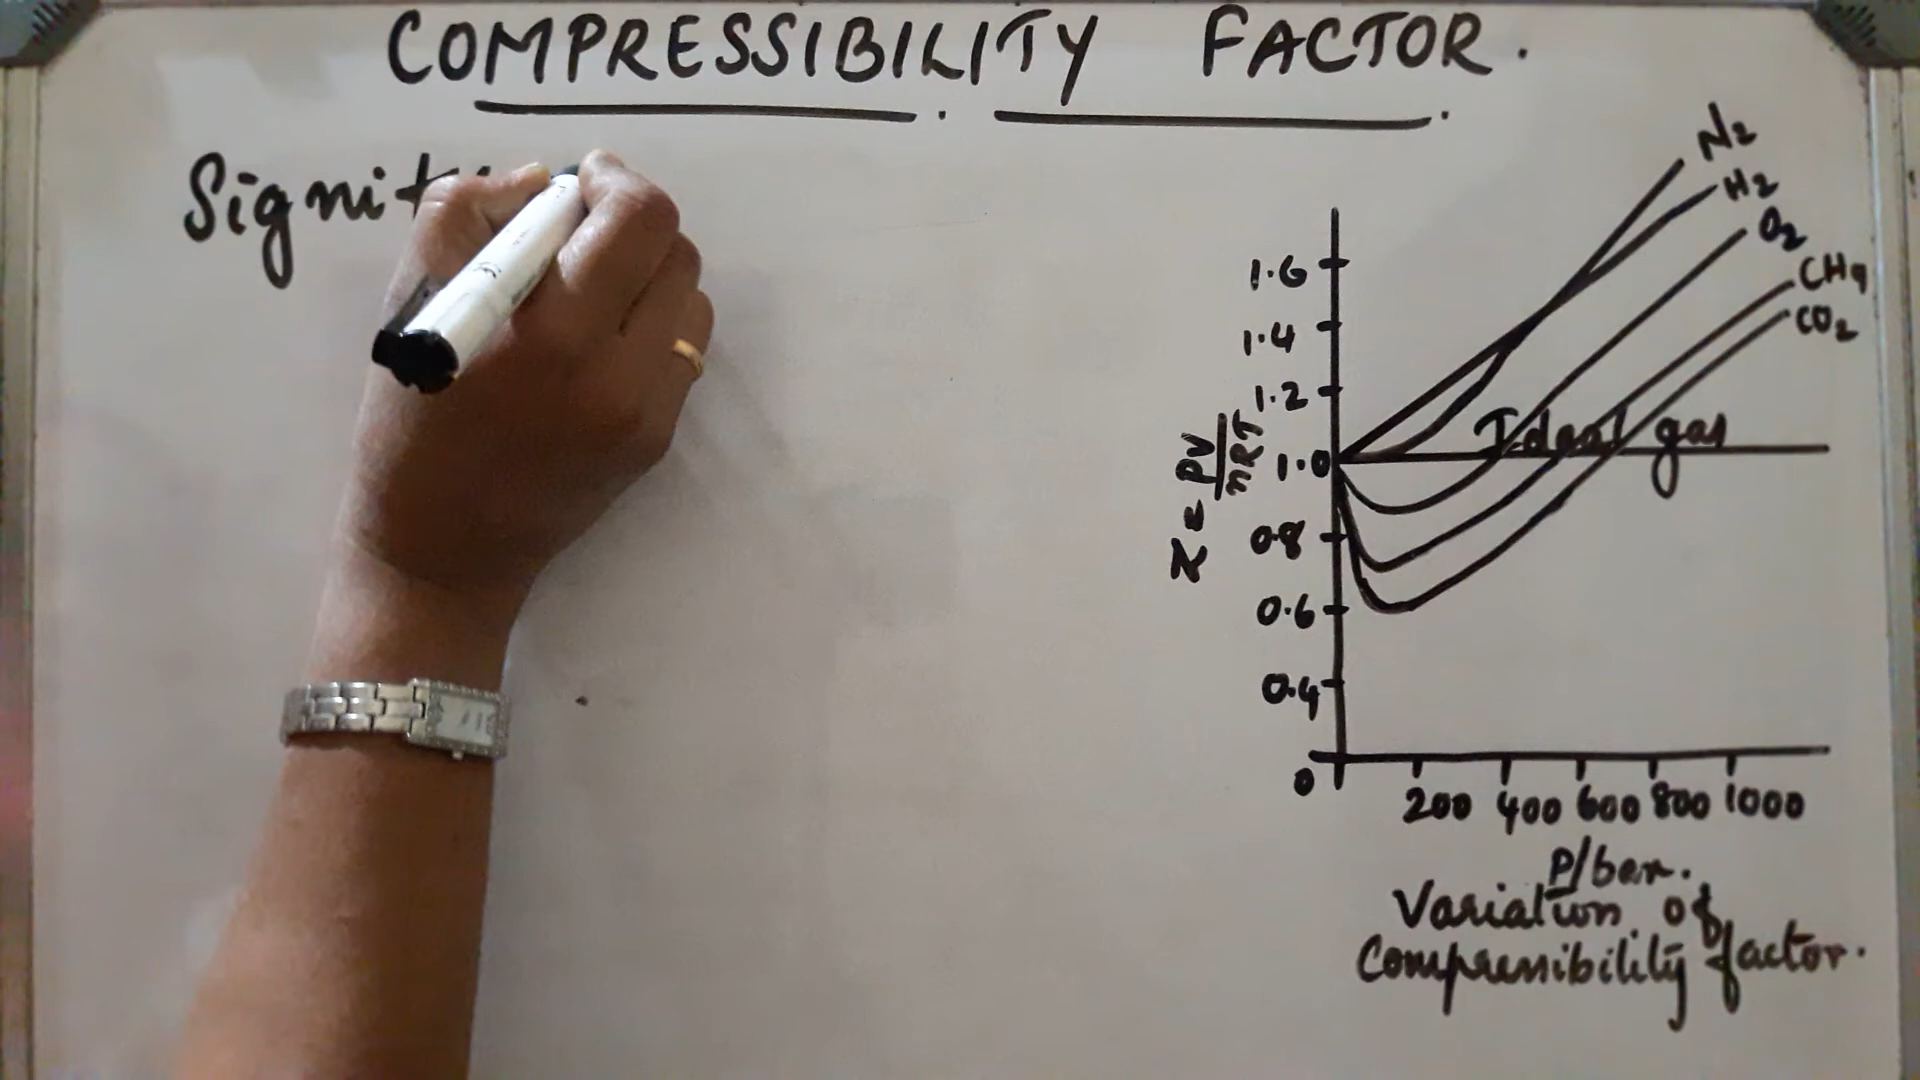 COMPRESSIBILITY FACTOR.
Signif
N2
H2
O2
CH4
CO2
1.6
1.4
1.2
1.0
0.8
0.6
0.4
0
Z = PV/nRT
Ideal gas
200 400 600 800 1000
P/bar.
Variation of
Compressibility factor.